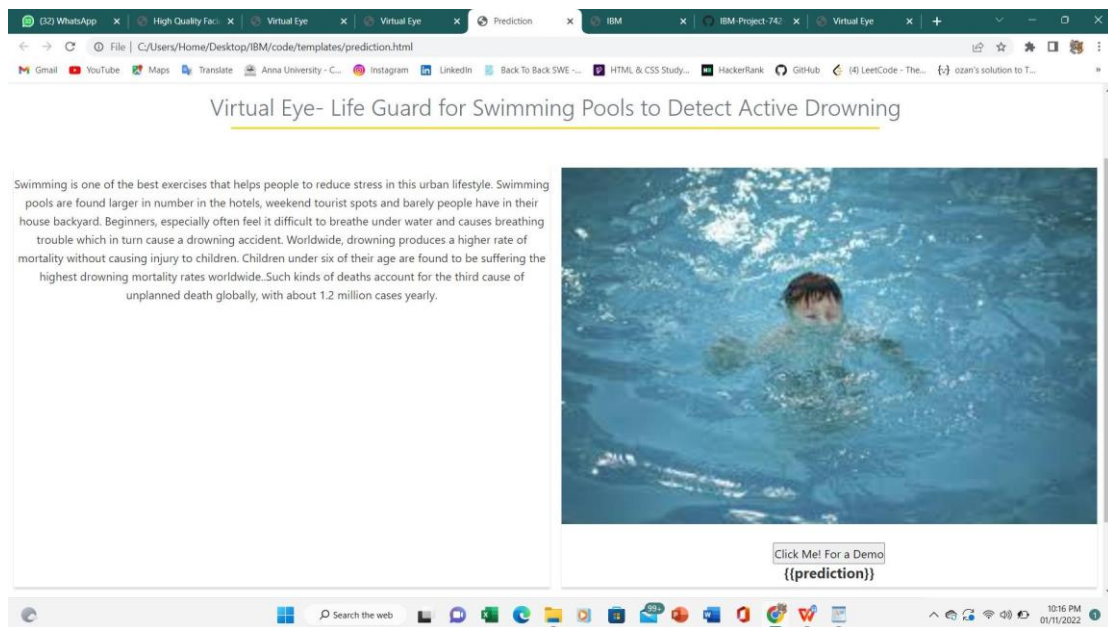 (32) WhatsApp
High Quality Faci
Virtual Eye
Virtual Eye
Prediction
IBM
IBM-Project-742
Virtual Eye
File | C:/Users/Home/Desktop/IBM/code/templates/prediction.html
Gmail
YouTube
Maps
Translate
Anna University - C...
Instagram
LinkedIn
Back To Back SWE -...
HTML & CSS Study...
HackerRank
GitHub
(4) LeetCode - The...
ozan's solution to T...
Virtual Eye- Life Guard for Swimming Pools to Detect Active Drowning
Swimming is one of the best exercises that helps people to reduce stress in this urban lifestyle. Swimming
pools are found larger in number in the hotels, weekend tourist spots and barely people have in their
house backyard. Beginners, especially often feel it difficult to breathe under water and causes breathing
trouble which in turn cause a drowning accident. Worldwide, drowning produces a higher rate of
mortality without causing injury to children. Children under six of their age are found to be suffering the
highest drowning mortality rates worldwide..Such kinds of deaths account for the third cause of
unplanned death globally, with about 1.2 million cases yearly.
Click Me! For a Demo
{{prediction}}
Search the web
99+
10:16 PM
01/11/2022
1